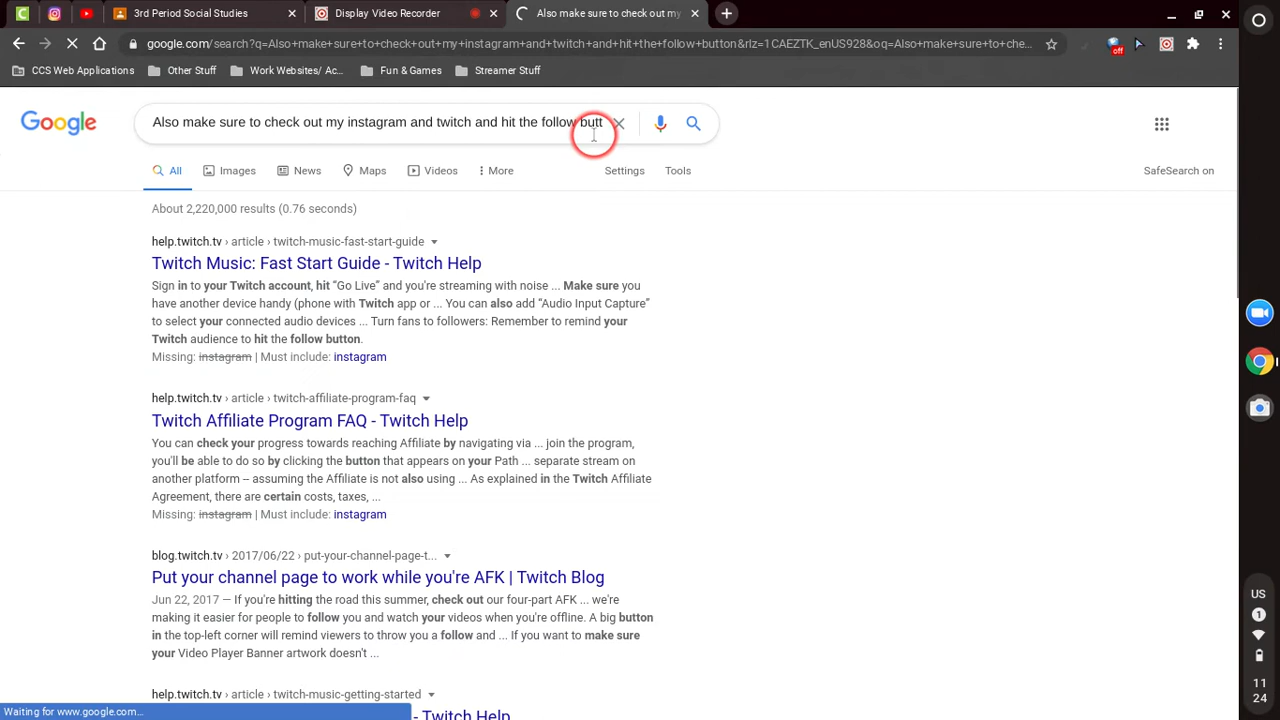 3rd Period Social Studies
Display Video Recorder
Also make sure to check out my
google.com/search?q=Also+make+sure+to+check+out+my+instagram+and+twitch+and+hit+the+follow+button&rlz=1CAEZTK_enUS928&oq=Also+make+sure+to+che...
off
CCS Web Applications
Other Stuff
Work Websites/ Ac...
Fun & Games
Streamer Stuff
Google
Also make sure to check out my instagram and twitch and hit the follow butt
All
Images
News
Maps
Videos
More
Settings
Tools
SafeSearch on
About 2,220,000 results (0.76 seconds)
help.twitch.tv › article › twitch-music-fast-start-guide
Twitch Music: Fast Start Guide - Twitch Help
Sign in to your Twitch account, hit “Go Live” and you're streaming with noise ... Make sure you
have another device handy (phone with Twitch app or ... You can also add “Audio Input Capture”
to select your connected audio devices ... Turn fans to followers: Remember to remind your
Twitch audience to hit the follow button.
Missing: instagram | Must include: instagram
help.twitch.tv › article › twitch-affiliate-program-faq
Twitch Affiliate Program FAQ - Twitch Help
You can check your progress towards reaching Affiliate by navigating via ... join the program,
you'll be able to do so by clicking the button that appears on your Path ... separate stream on
another platform – assuming the Affiliate is not also using ... As explained in the Twitch Affiliate
Agreement, there are certain costs, taxes, ...
Missing: instagram | Must include: instagram
blog.twitch.tv › 2017/06/22 › put-your-channel-page-t...
Put your channel page to work while you're AFK | Twitch Blog
Jun 22, 2017 — If you're hitting the road this summer, check out our four-part AFK ... we're
making it easier for people to follow you and watch your videos when you're offline. A big button
in the top-left corner will remind viewers to throw you a follow and ... If you want to make sure
your Video Player Banner artwork doesn't ...
help.twitch.tv › article › twitch-music-getting-started
- Twitch Help
Waiting for www.google.com...
US
1
11
24